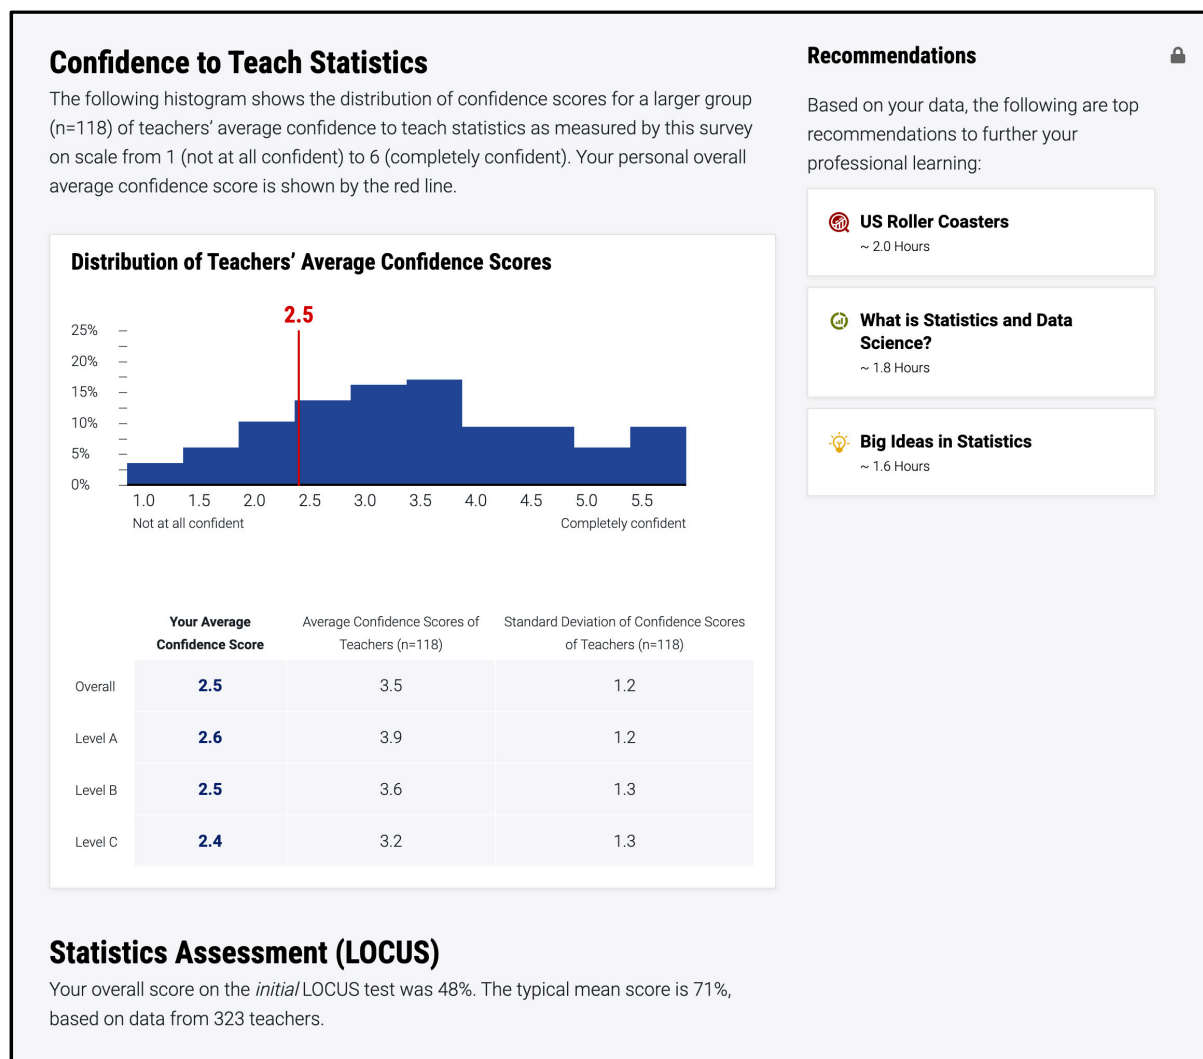 Confidence to Teach Statistics
The following histogram shows the distribution of confidence scores for a larger group
(n=118) of teachers' average confidence to teach statistics as measured by this survey
on scale from 1 (not at all confident) to 6 (completely confident). Your personal overall
average confidence score is shown by the red line.
Distribution of Teachers' Average Confidence Scores
2.5
25%
20%
15%
10%
5%
0%
1.0 1.5 2.0 2.5 3.0 3.5 4.0 4.5 5.0 5.5
Not at all confident Completely confident
Your Average Average Confidence Scores of Standard Deviation of Confidence Scores
Confidence Score Teachers (n=118) of Teachers (n=118)
Overall 2.5 3.5 1.2
Level A 2.6 3.9 1.2
Level B 2.5 3.6 1.3
Level C 2.4 3.2 1.3
Statistics Assessment (LOCUS)
Your overall score on the initial LOCUS test was 48%. The typical mean score is 71%,
based on data from 323 teachers.
Recommendations
Based on your data, the following are top
recommendations to further your
professional learning:
US Roller Coasters
~ 2.0 Hours
What is Statistics and Data
Science?
~ 1.8 Hours
Big Ideas in Statistics
~ 1.6 Hours